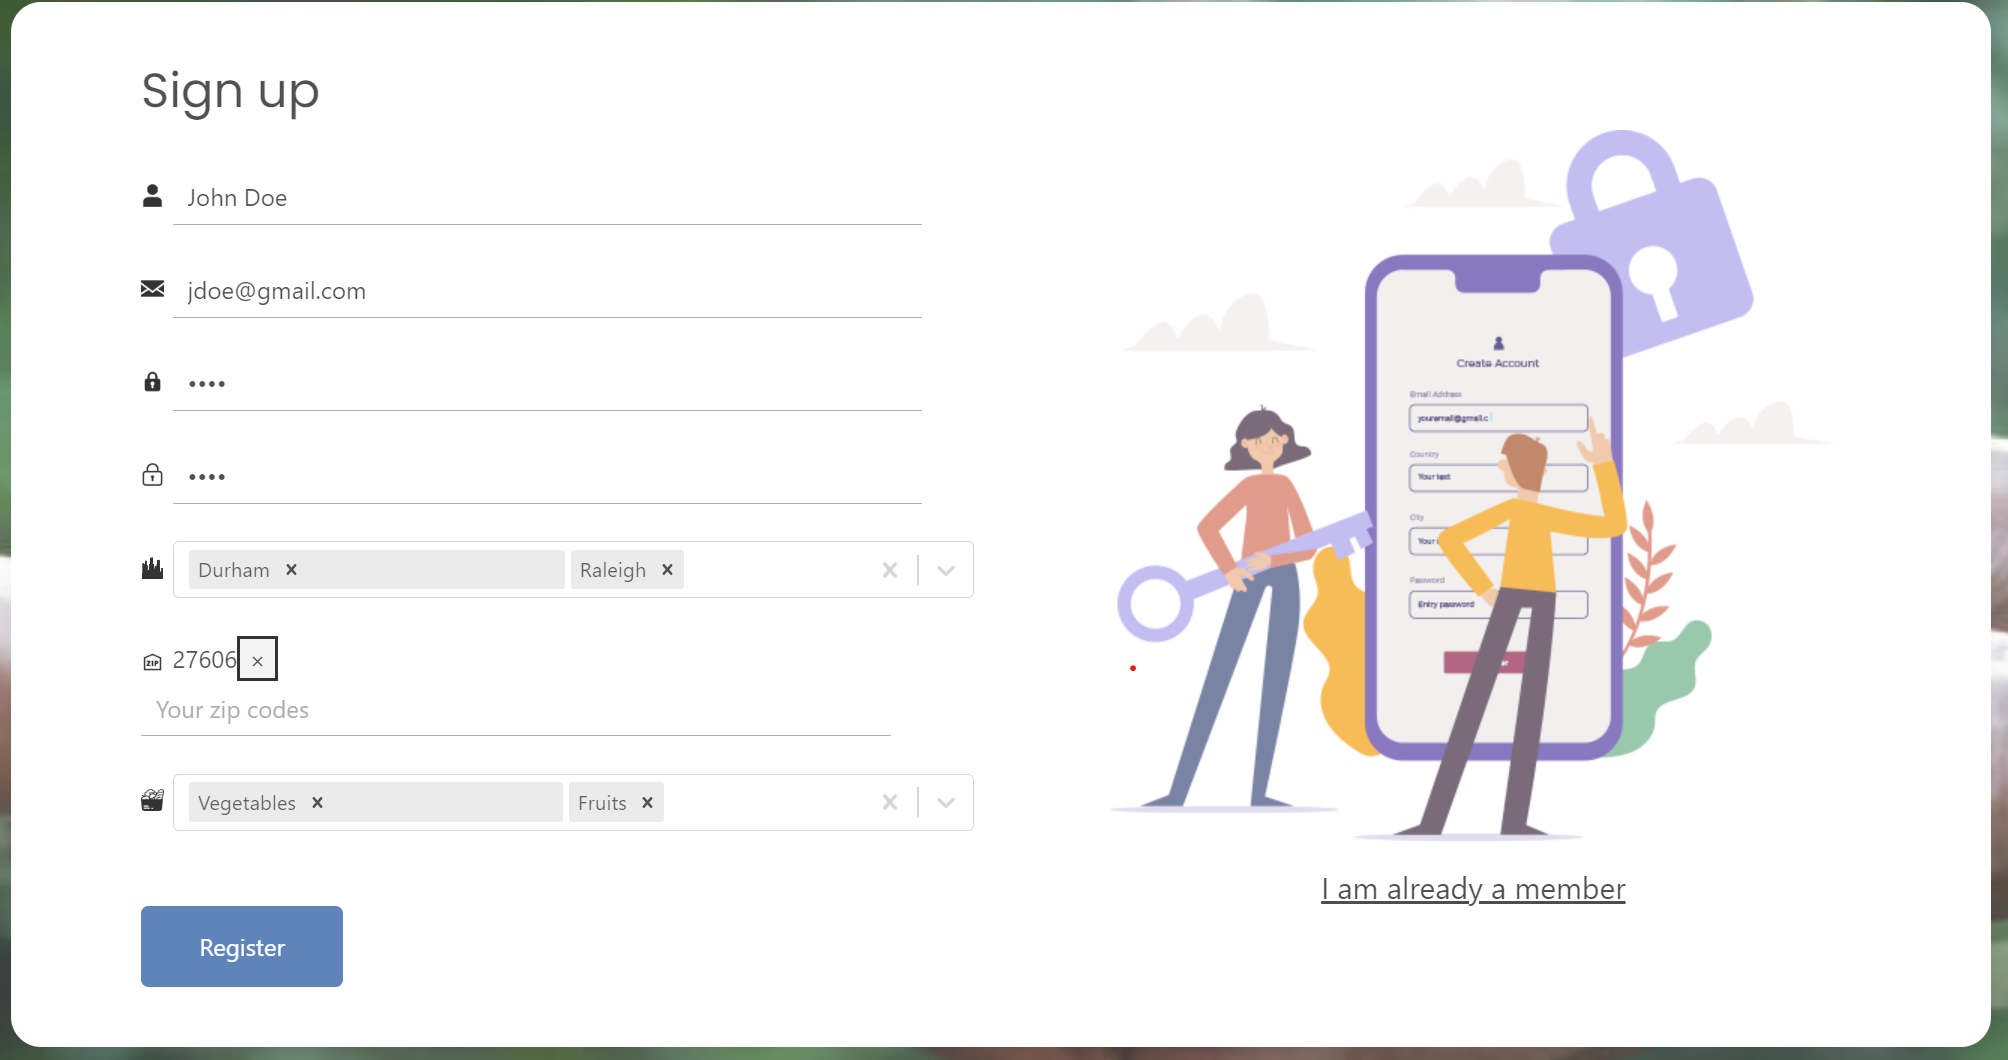 Sign up
John Doe
jdoe@gmail.com
••••
••••
Durham × Raleigh ×
ZIP 27606 ×
Your zip codes
Vegetables × Fruits ×
Register
Create Account
Email Address
youremail@gmail.c
Country
Your text
City
Your
Password
Entry password
I am already a member